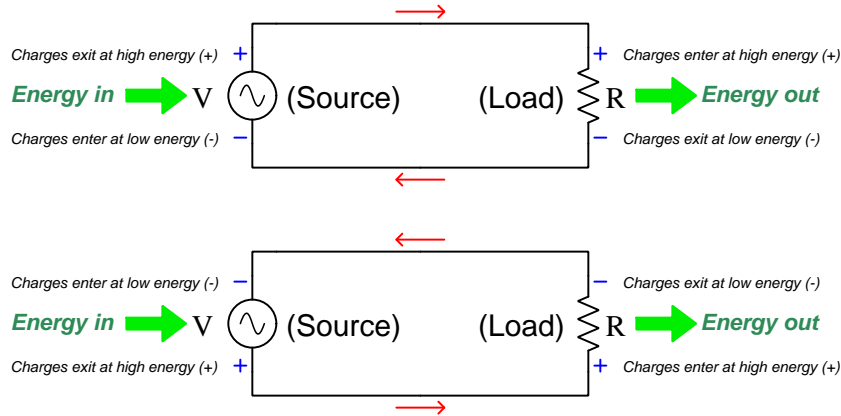 Charges exit at high energy (+) + + Charges enter at high energy (+)
Energy in V (Source) (Load) R Energy out
Charges enter at low energy (-) − − Charges exit at low energy (-)
Charges enter at low energy (-) − − Charges exit at low energy (-)
Energy in V (Source) (Load) R Energy out
Charges exit at high energy (+) + + Charges enter at high energy (+)